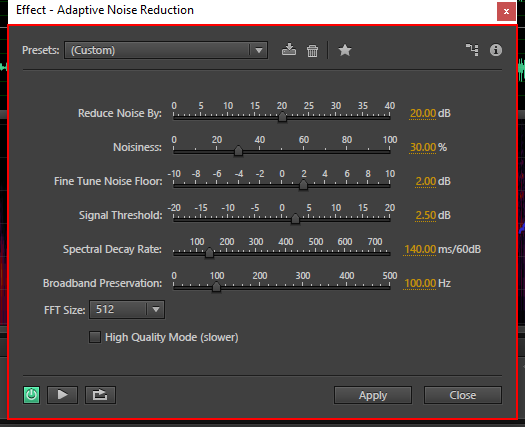 Effect - Adaptive Noise Reduction
x
Presets: (Custom)
0 5 10 15 20 25 30 35 40
Reduce Noise By: 20.00 dB
0 20 40 60 80 100
Noisiness: 30.00 %
-10 -8 -6 -4 -2 0 2 4 6 8 10
Fine Tune Noise Floor: 2.00 dB
-20 -15 -10 -5 0 5 10 15 20
Signal Threshold: 2.50 dB
100 200 300 400 500 600 700
Spectral Decay Rate: 140.00 ms/60dB
0 100 200 300 400 500
Broadband Preservation: 100.00 Hz
FFT Size: 512
High Quality Mode (slower)
Apply Close